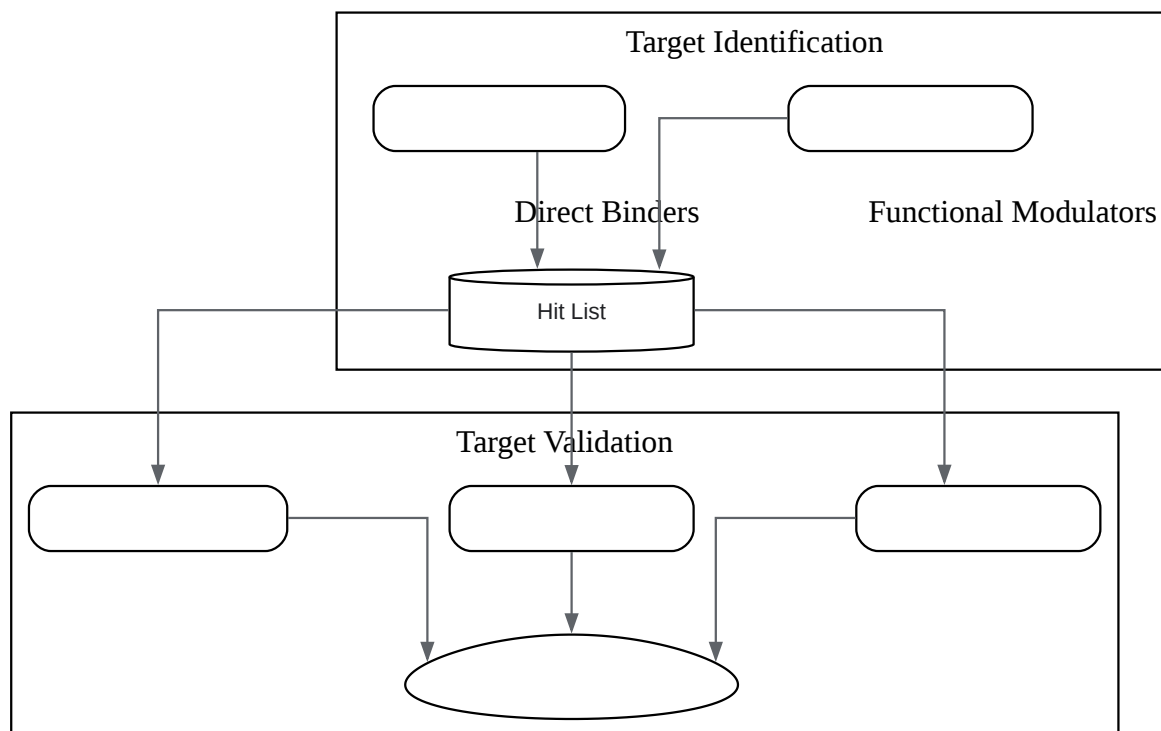 Target Identification
Direct Binders
Functional Modulators
Hit List
Target Validation